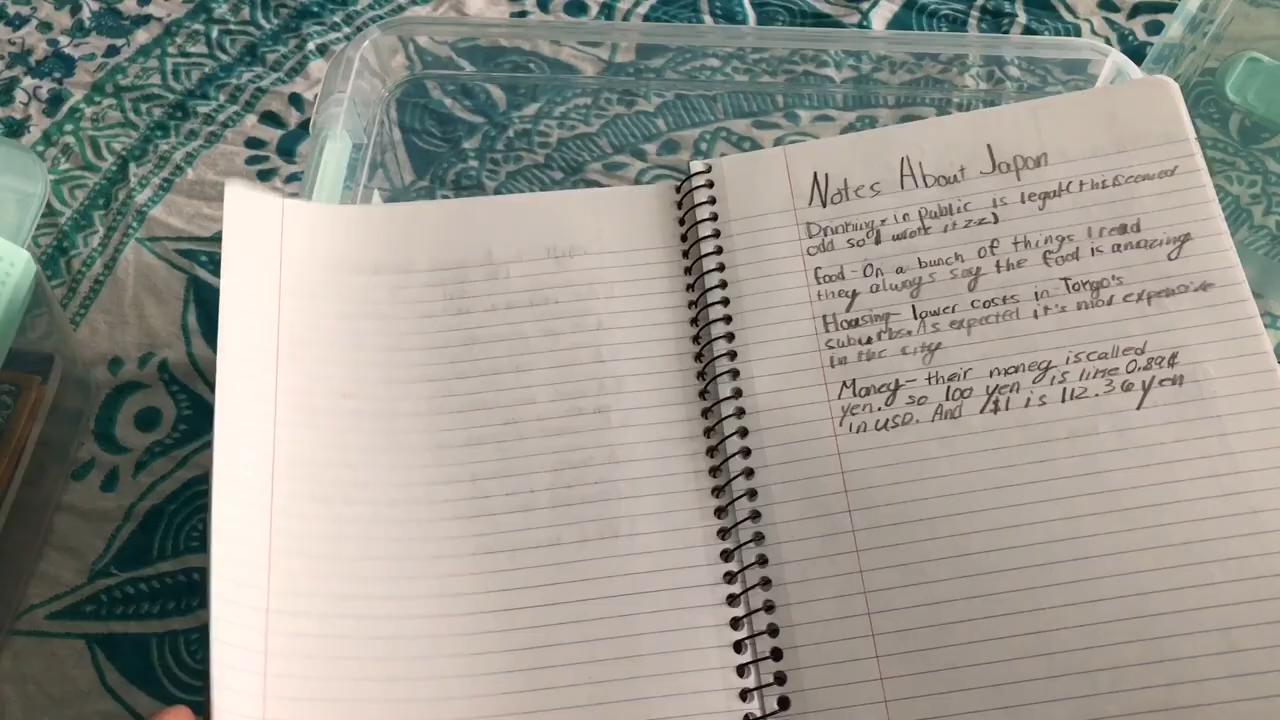 Notes About Japan
Drinking in public is legal (this seemed
odd so I wrote it zz)
food - On a bunch of things I read
they always say the food is amazing
Housing - lower costs in Tokyo's
suburbs. As expected it's more expensive
in the city
Money - their money is called
yen. so 100 yen is like 0.89¢
in USD. And $1 is 112.36 yen